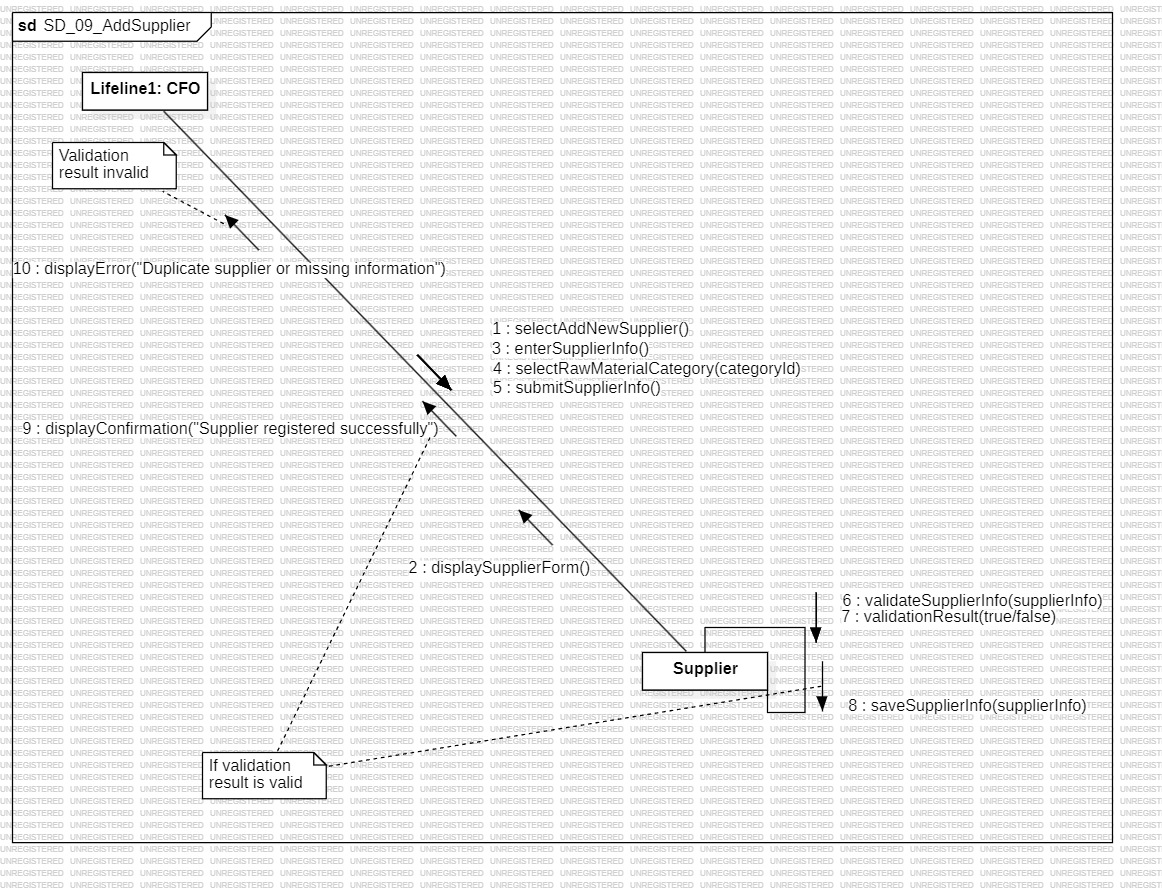 sd SD_09_AddSupplier
Lifeline1: CFO
Validation
result invalid
10 : displayError("Duplicate supplier or missing information")
1 : selectAddNewSupplier()
3 : enterSupplierInfo()
4 : selectRawMaterialCategory(categoryId)
5 : submitSupplierInfo()
9 : displayConfirmation("Supplier registered successfully")
2 : displaySupplierForm()
6 : validateSupplierInfo(supplierInfo)
7 : validationResult(true/false)
Supplier
8 : saveSupplierInfo(supplierInfo)
If validation
result is valid
UNREGISTERED